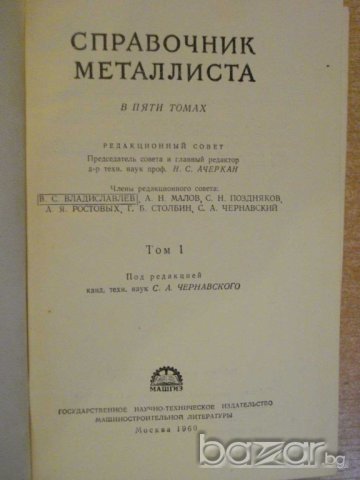 СПРАВОЧНИК
МЕТАЛЛИСТА
В ПЯТИ ТОМАХ
РЕДАКЦИОННЫЙ СОВЕТ
Председатель совета и главный редактор
д-р техн. наук проф. Н. С. АЧЕРКАН
Члены редакционного совета:
В. С. ВЛАДИСЛАВЛЕВ, А. Н. МАЛОВ, С. Н. ПОЗДНЯКОВ,
А. Я. РОСТОВЫХ, Г. Б. СТОЛБИН, С. А. ЧЕРНАВСКИЙ
Том 1
Под редакцией
канд. техн. наук С. А. ЧЕРНАВСКОГО
МАШГИЗ
ГОСУДАРСТВЕННОЕ НАУЧНО-ТЕХНИЧЕСКОЕ ИЗДАТЕЛЬСТВО
МАШИНОСТРОИТЕЛЬНОЙ ЛИТЕРАТУРЫ
Москва 1960
bazar.bg